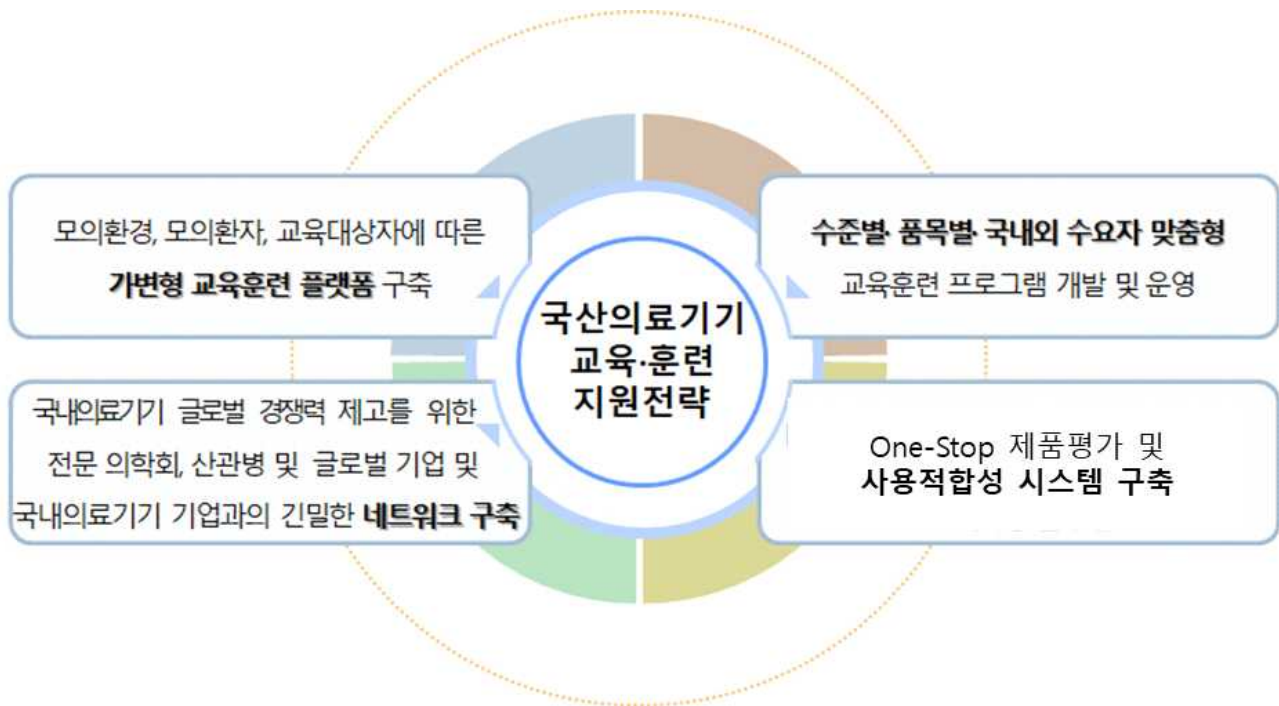 모의환경, 모의환자, 교육대상자에 따른
가변형 교육훈련 플랫폼 구축
수준별· 품목별· 국내외 수요자 맞춤형
교육훈련 프로그램 개발 및 운영
국산의료기기
교육·훈련
지원전략
국내의료기기 글로벌 경쟁력 제고를 위한
전문 의학회, 산관병 및 글로벌 기업 및
국내의료기기 기업과의 긴밀한 네트워크 구축
One-Stop 제품평가 및
사용적합성 시스템 구축